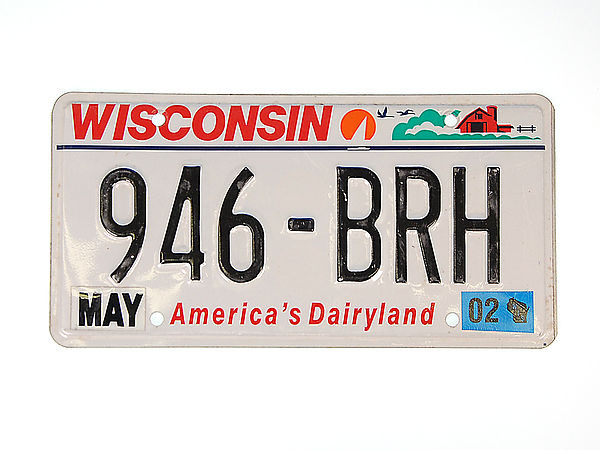 WISCONSIN
946-BRH
MAY America's Dairyland 02